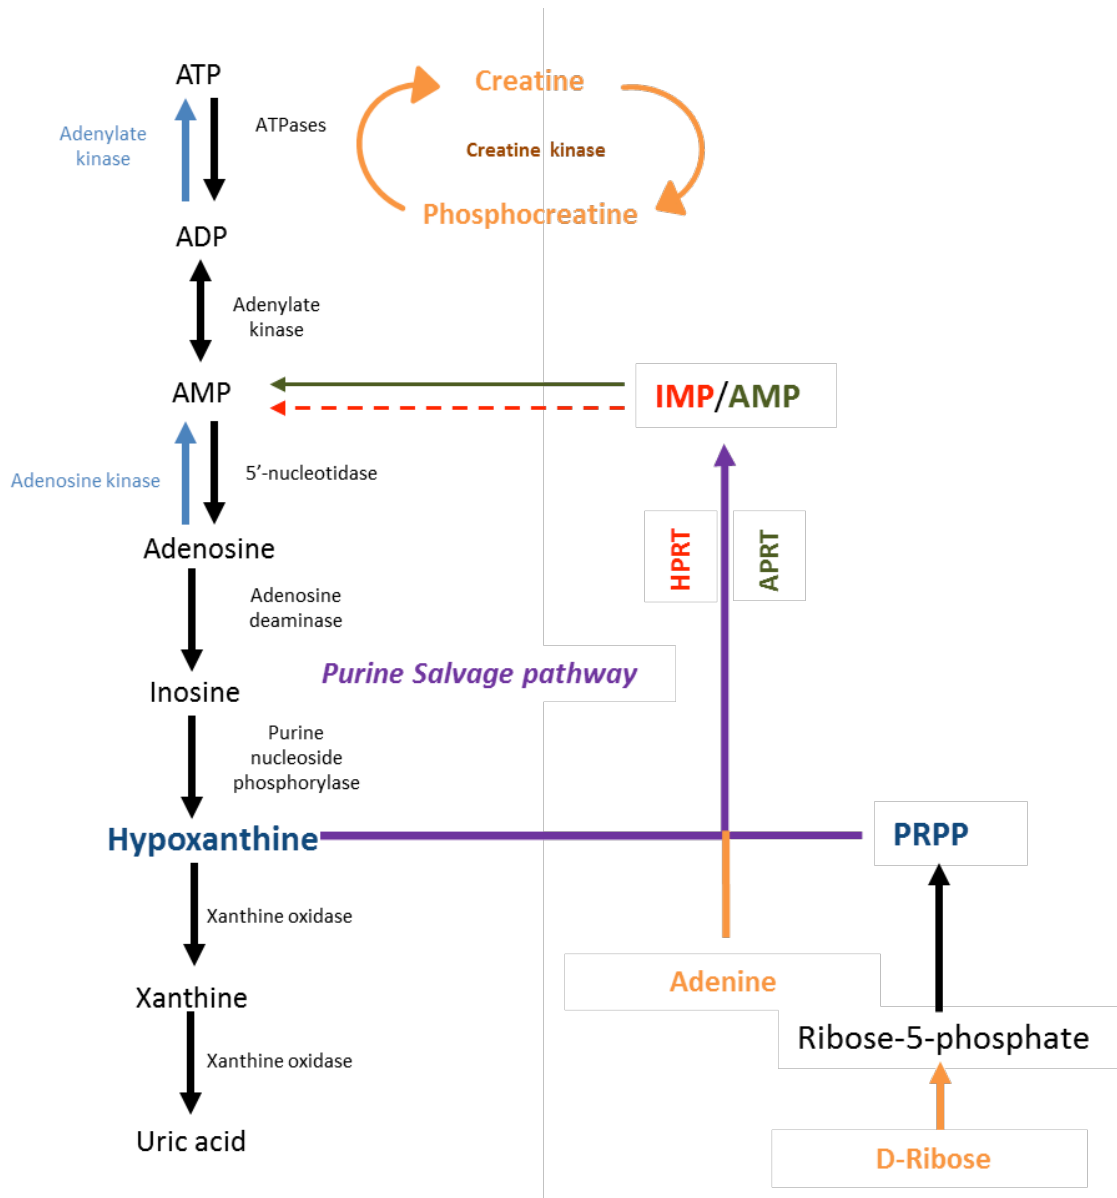 ATP
Creatine
ATPases
Adenylate
kinase
Creatine kinase
Phosphocreatine
ADP
Adenylate
kinase
AMP
IMP/AMP
Adenosine kinase
5’-nucleotidase
HPRT
APRT
Adenosine
Adenosine
deaminase
Purine Salvage pathway
Inosine
Purine
nucleoside
phosphorylase
Hypoxanthine
PRPP
Xanthine oxidase
Adenine
Xanthine
Ribose-5-phosphate
Xanthine oxidase
Uric acid
D-Ribose